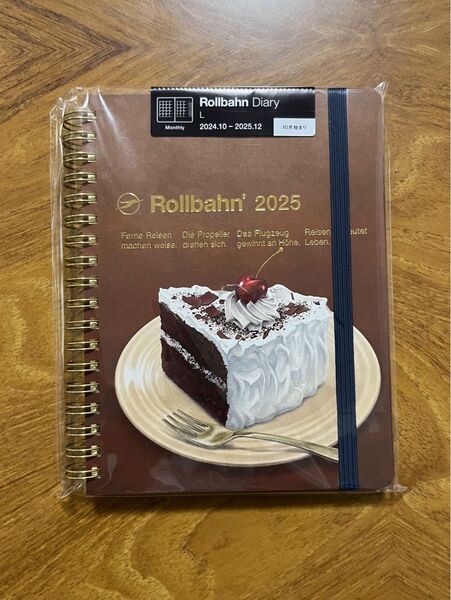 Rollbahn Diary
L
Monthly
2024.10 – 2025.12
10月始まり
Rollbahn 2025
Ferne Reisen Die Propeller Das Flugzeug Reisen
machen weise. drehen sich. gewinnt an Höhe. Leben.